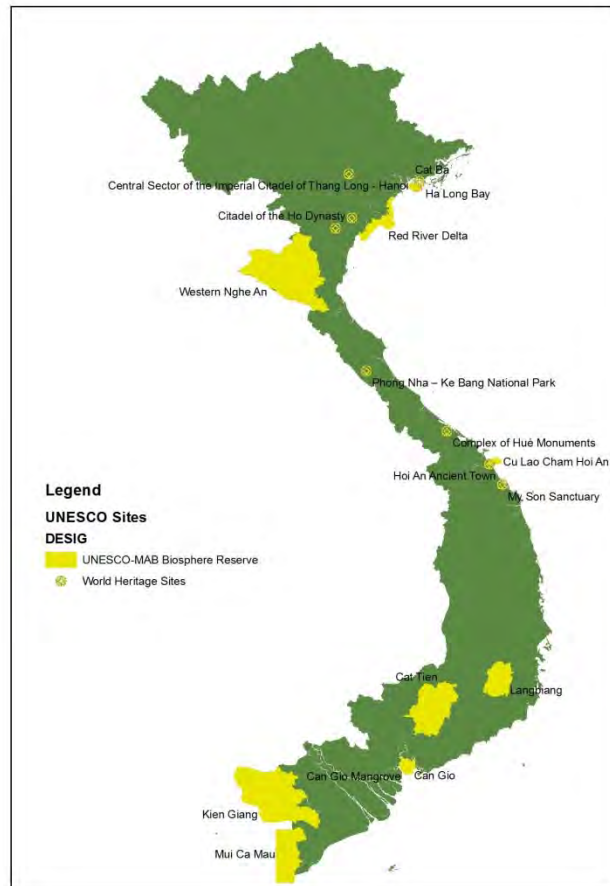 Cat Ba
Central Sector of the Imperial Citadel of Thang Long - Hanoi
Ha Long Bay
Citadel of the Ho Dynasty
Red River Delta
Western Nghe An
Phong Nha – Ke Bang National Park
Complex of Huè Monuments
Cu Lao Cham Hoi An
Hoi An Ancient Town
My Son Sanctuary
Legend
UNESCO Sites
DESIG
UNESCO-MAB Biosphere Reserve
World Heritage Sites
Cat Tien
Langbiang
Can Gio Mangrove
Can Gio
Kien Giang
Mui Ca Mau